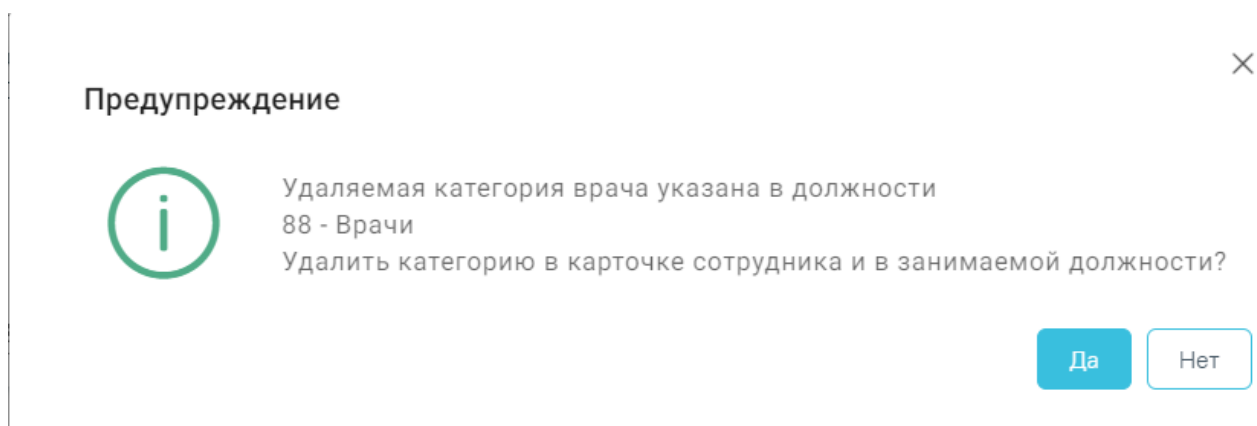 Предупреждение
Удаляемая категория врача указана в должности
88 - Врачи
Удалить категорию в карточке сотрудника и в занимаемой должности?
Да
Нет